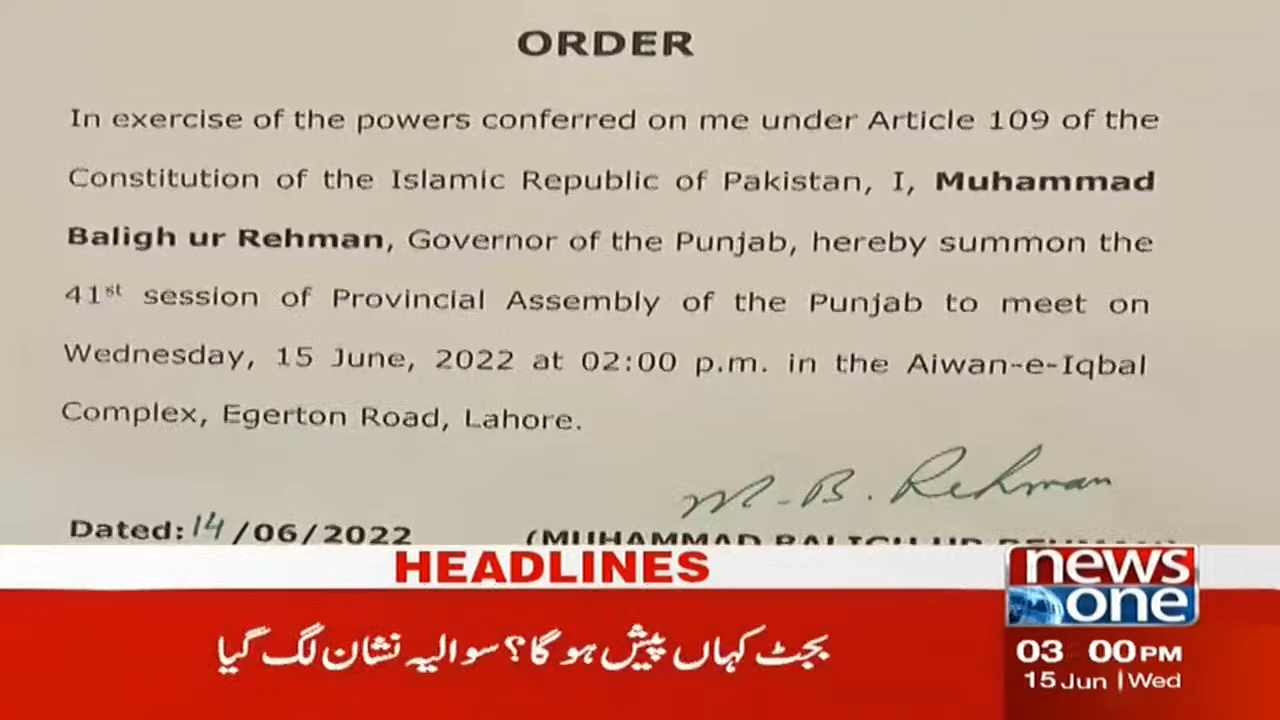 ORDER
In exercise of the powers conferred on me under Article 109 of the
Constitution of the Islamic Republic of Pakistan, I, Muhammad
Baligh ur Rehman, Governor of the Punjab, hereby summon the
41st session of Provincial Assembly of the Punjab to meet on
Wednesday, 15 June, 2022 at 02:00 p.m. in the Aiwan-e-Iqbal
Complex, Egerton Road, Lahore.
M. B. Rehman
Dated: 14/06/2022 (MUHAMMAD BALIGH UR REHMAN)
HEADLINES
news
one
بجٹ کہاں پیش ہو گا؟ سوالیہ نشان لگ گیا
03 00 PM
15 Jun | Wed